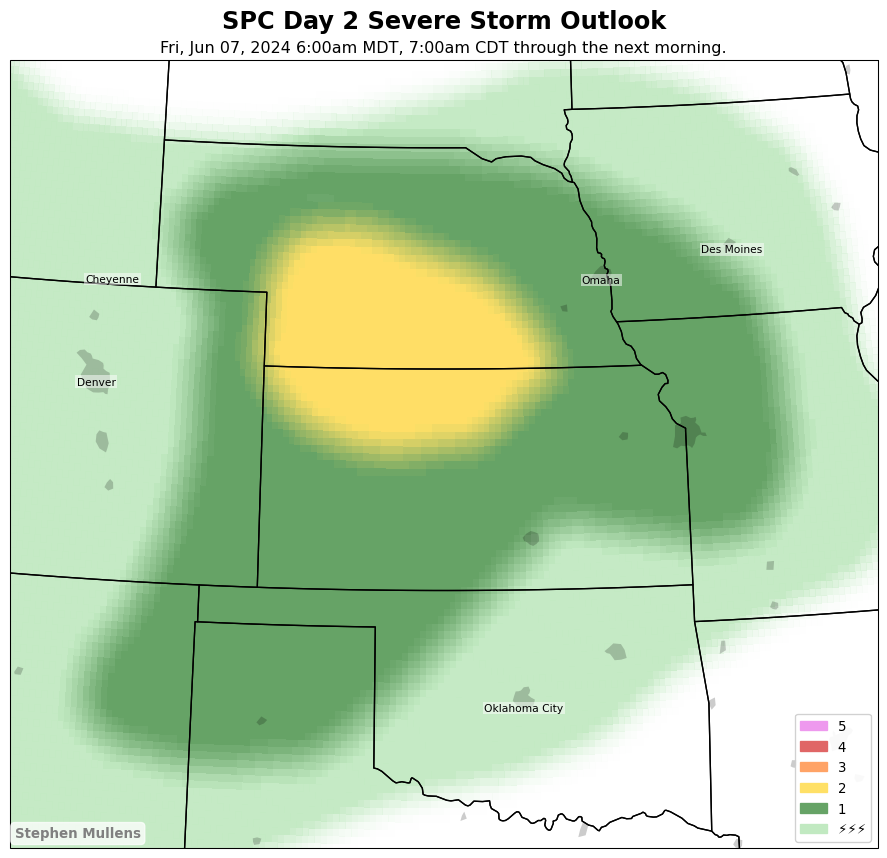 SPC Day 2 Severe Storm Outlook
Fri, Jun 07, 2024 6:00am MDT, 7:00am CDT through the next morning.
Des Moines
Cheyenne
Omaha
Denver
Oklahoma City
5
4
3
2
1
⚡⚡⚡
Stephen Mullens